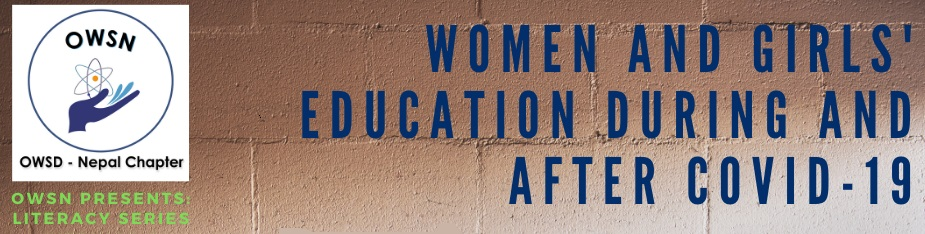 OWSN
OWSD - Nepal Chapter
OWSN PRESENTS:
LITERACY SERIES
WOMEN AND GIRLS'
EDUCATION DURING AND
AFTER COVID-19